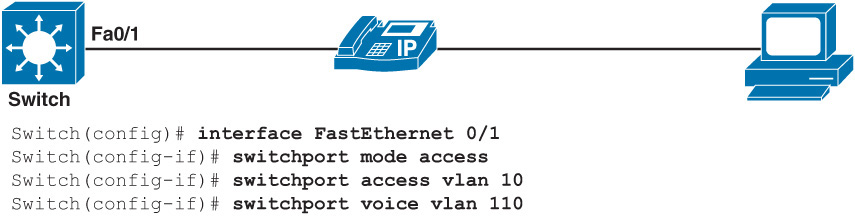 Fa0/1
IP
Switch
Switch(config)# interface FastEthernet 0/1
Switch(config-if)# switchport mode access
Switch(config-if)# switchport access vlan 10
Switch(config-if)# switchport voice vlan 110